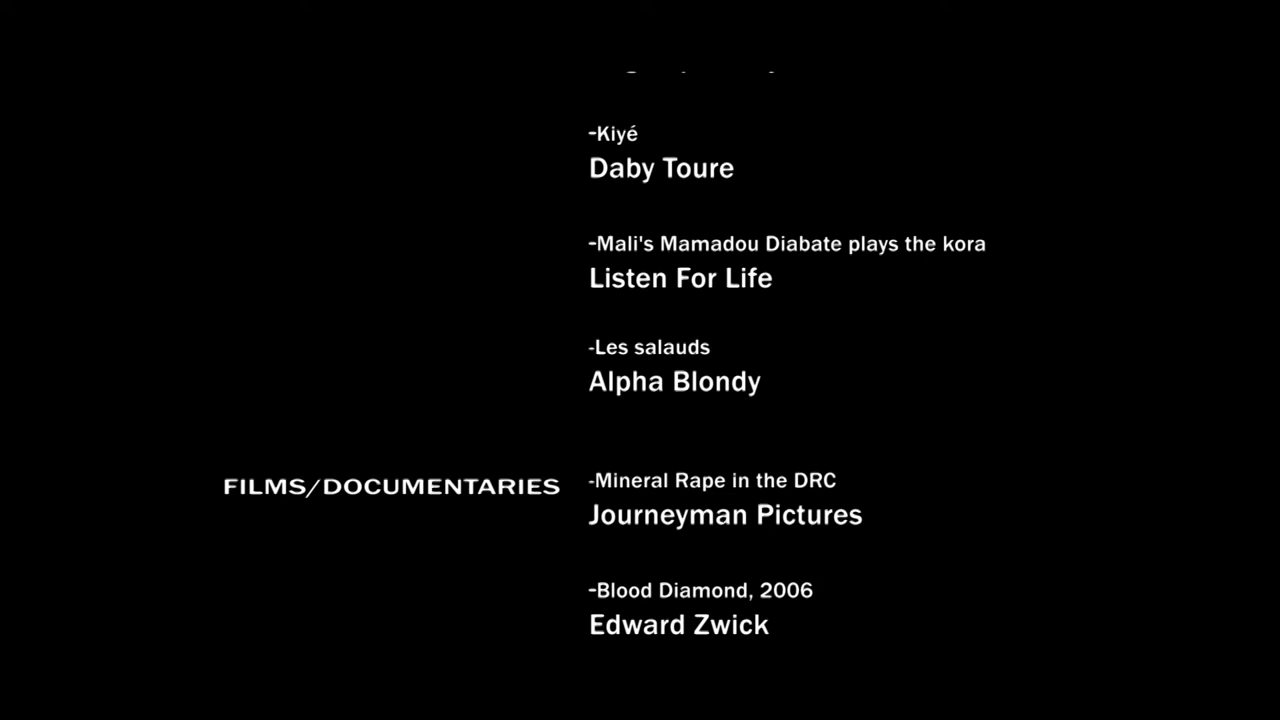 -Kiyé
Daby Toure
-Mali's Mamadou Diabate plays the kora
Listen For Life
-Les salauds
Alpha Blondy
FILMS/DOCUMENTARIES
-Mineral Rape in the DRC
Journeyman Pictures
-Blood Diamond, 2006
Edward Zwick